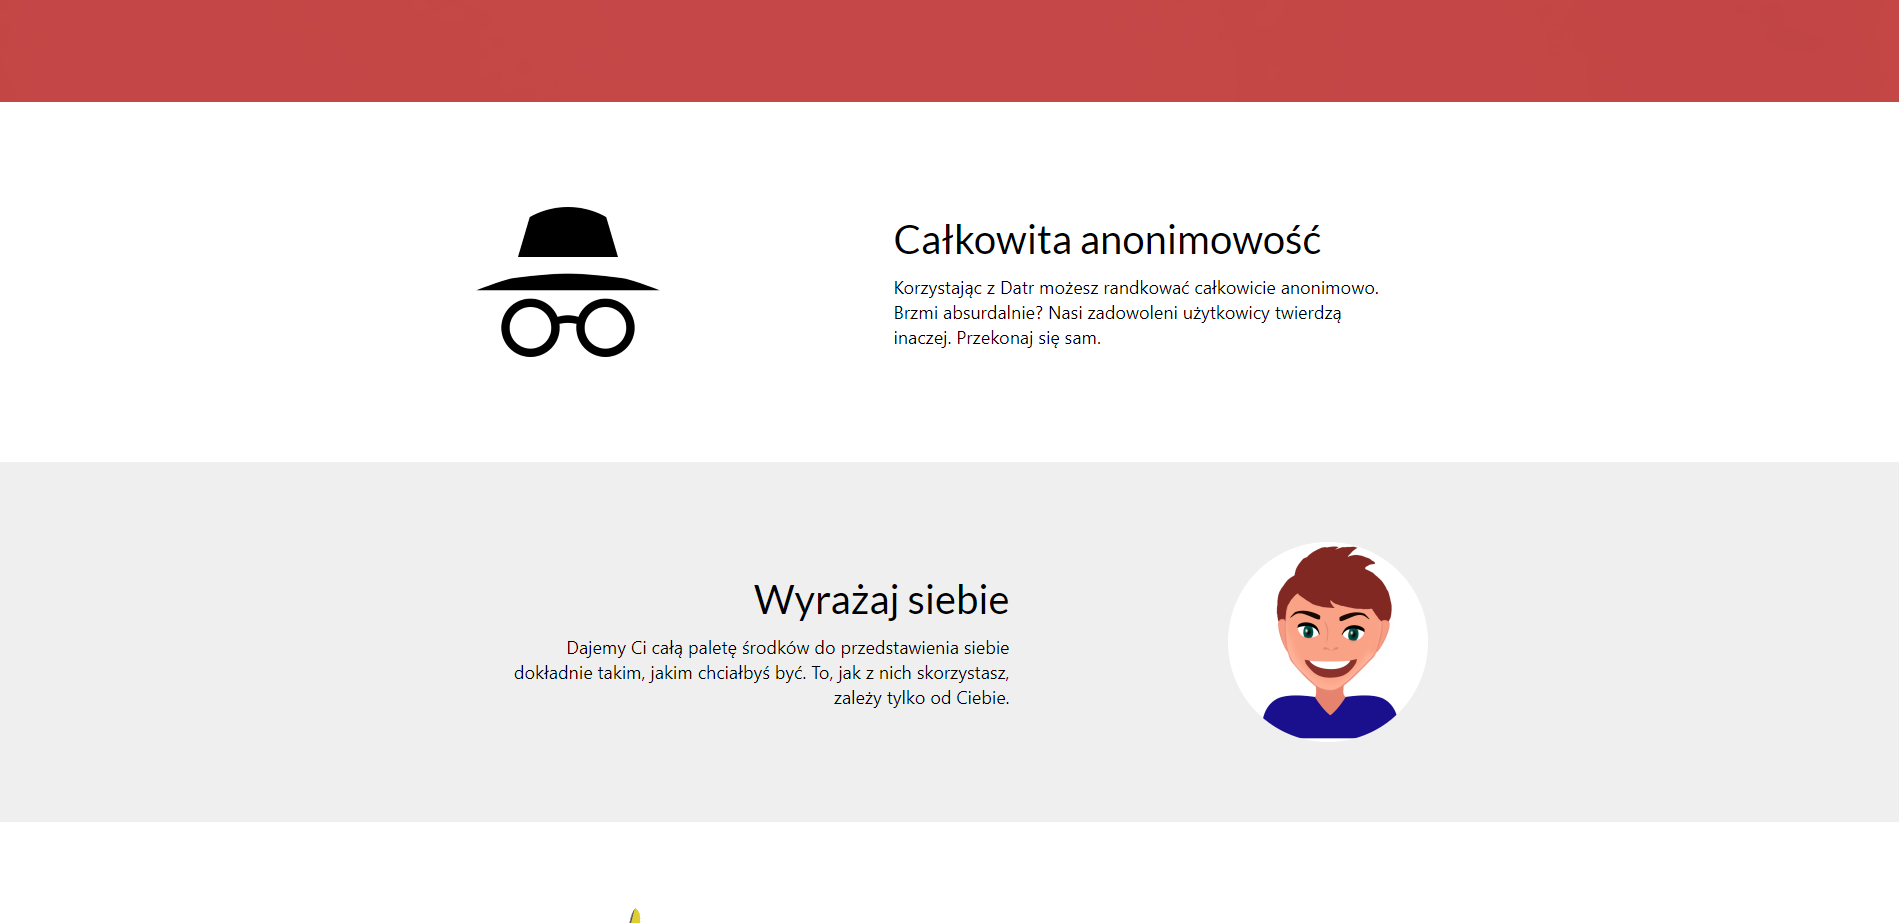 Całkowita anonimowość
Korzystając z Datr możesz randkować całkowicie anonimowo.
Brzmi absurdalnie? Nasi zadowoleni użytkowicy twierdzą
inaczej. Przekonaj się sam.
Wyrażaj siebie
Dajemy Ci całą paletę środków do przedstawienia siebie
dokładnie takim, jakim chciałbyś być. To, jak z nich skorzystasz,
zależy tylko od Ciebie.